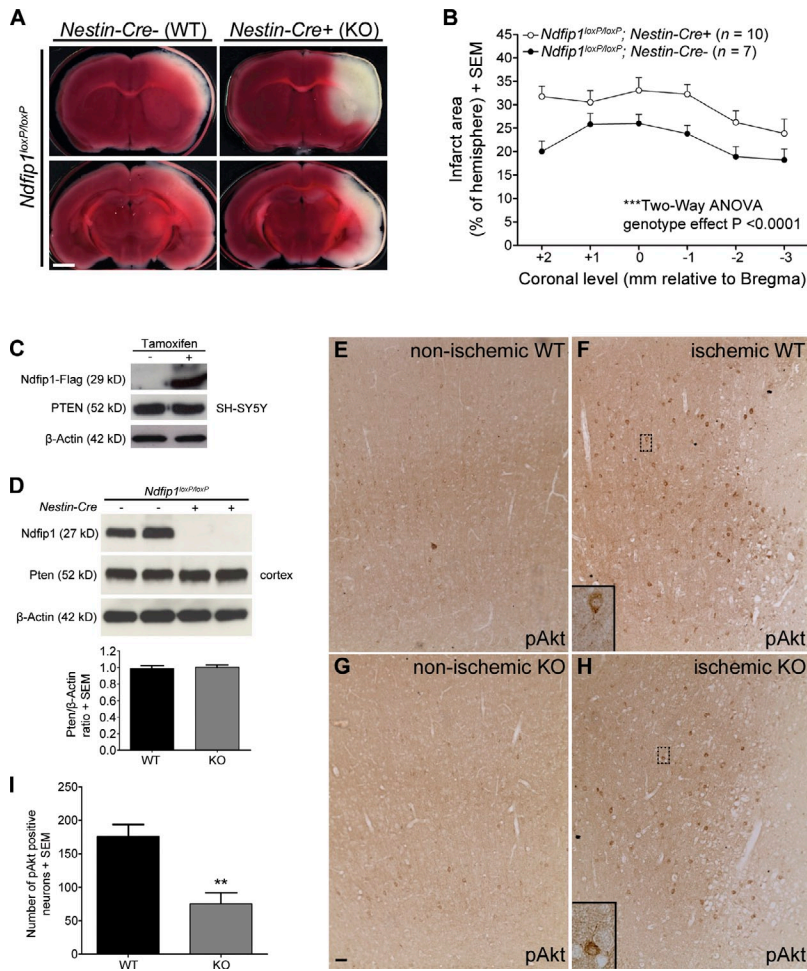 A
Nestin-Cre- (WT) Nestin-Cre+ (KO)
Ndfip1loxP/loxP
B
Ndfip1loxP/loxP; Nestin-Cre+ (n = 10)
Ndfip1loxP/loxP; Nestin-Cre- (n = 7)
Infarct area
(% of hemisphere) + SEM
45
40
35
30
25
20
15
10
5
0
***Two-Way ANOVA
genotype effect P <0.0001
+2 +1 0 -1 -2 -3
Coronal level (mm relative to Bregma)
C
Tamoxifen
- +
Ndfip1-Flag (29 kD)
PTEN (52 kD) SH-SY5Y
β-Actin (42 kD)
D
Ndfip1loxP/loxP
Nestin-Cre - - + +
Ndfip1 (27 kD)
Pten (52 kD) cortex
β-Actin (42 kD)
Pten/β-Actin
ratio + SEM
1.2
1.0
0.8
0.6
0.4
0.2
0
WT KO
E non-ischemic WT
pAkt
F ischemic WT
pAkt
G non-ischemic KO
pAkt
H ischemic KO
pAkt
I
Number of pAkt positive
neurons + SEM
250
200
150
100
50
0
**
WT KO